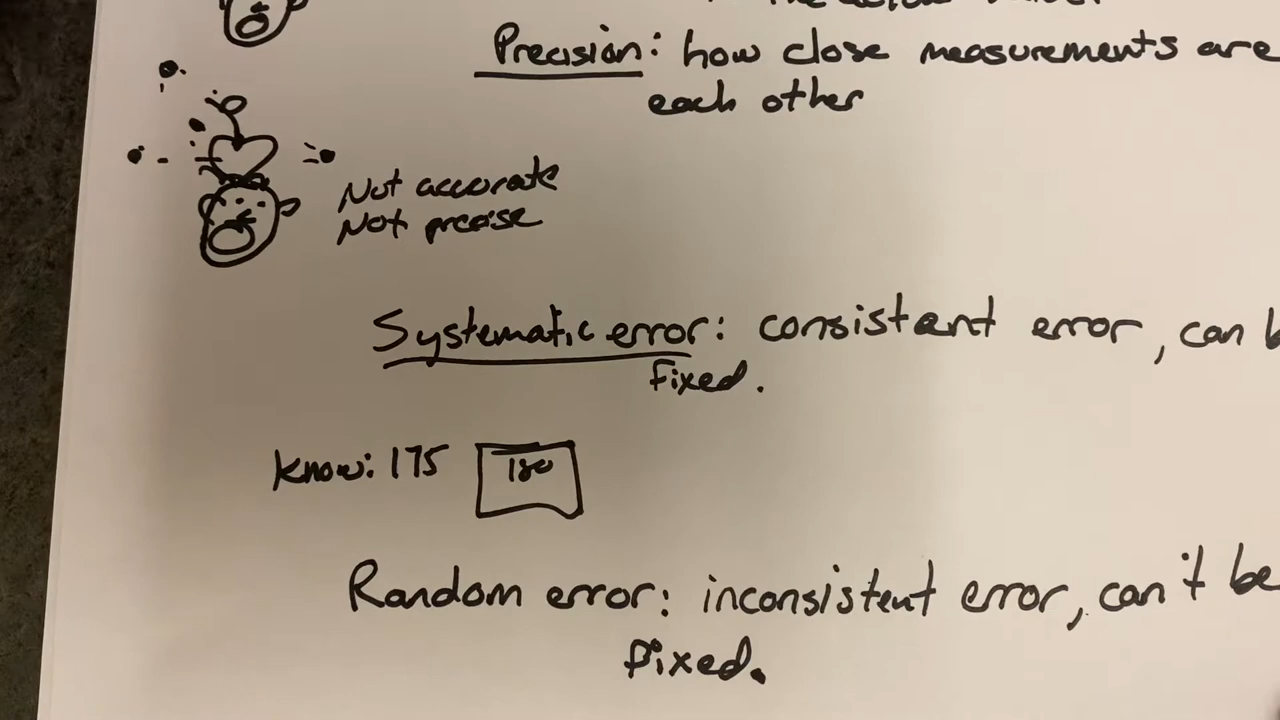 Precision: how close measurements are
each other
Not accurate
Not precise
Systematic error: consistant error, can b
fixed.
Know: 175
180
Random error: inconsistent error, can't be
fixed.